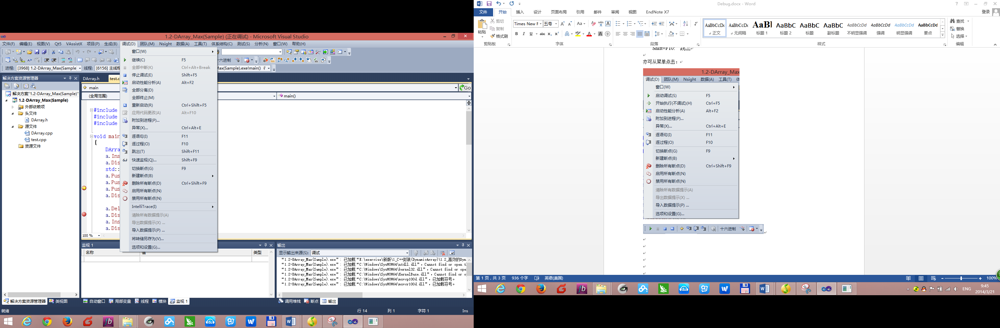 1.2-DArray_Max(Sample) (正在调试) - Microsoft Visual Studio
文件(F) 编辑(E) 视图(V) Qt5 VAssistX 项目(P) 生成(B) 调试(D) 团队(M) Nsight 数据(A) 工具(T) 体系结构(C) 测试(S) 分析(N) 窗口(W) 帮助(H)
十六进制
进程: [3968] 1.2-DArray_Max(Sample 线程: [6156] 主线程
Max(Sample).exe!main()
解决方案资源管理器
解决方案"1.2-DArray_Max(Sample)"
1.2-DArray_Max(Sample)
外部依赖项
头文件
DArray.h
源文件
DArray.cpp
test.cpp
资源文件
DArray.h test.c
main
Go
(全局范围)
main()
#include
#include
#include
void main
{
DArra
a.Ins
a.Dis
std::
a.Pus
a.Pus
a.Pus
a.Dis
a.Del
a.Dis
a.Ins
a.Dis
100 %
窗口(W)
继续(C) F5
全部中断(K) Ctrl+Alt+Break
停止调试(E) Shift+F5
启动性能分析(A) Alt+F2
全部分离(D)
全部终止(M)
重新启动(R) Ctrl+Shift+F5
应用代码更改(A) Alt+F10
附加到进程(P)...
异常(X)... Ctrl+Alt+E
逐语句(I) F11
逐过程(O) F10
跳出(T) Shift+F11
快速监视(Q)... Shift+F9
切换断点(G) F9
新建断点(B)
删除所有断点(D) Ctrl+Shift+F9
启用所有断点(N)
禁用所有断点(N)
IntelliTrace(I)
清除所有数据提示(A)
导出数据提示(X) ...
导入数据提示(P) ...
将转储另存为(V)...
选项和设置(G)...
监视 1
名称 值 类型
输出
显示输出来源(S): 调试
“1.2-DArray_Max(Sample).exe”: 已加载“E:\exercise\新版\1_C++封装(DynamicArray)\1.2_高效的Dyn
“1.2-DArray_Max(Sample).exe”: 已加载“C:\Windows\SysWOW64\ntdll.dll”，Cannot find or open t
“1.2-DArray_Max(Sample).exe”: 已加载“C:\Windows\SysWOW64\kernel32.dll”，Cannot find or ope
“1.2-DArray_Max(Sample).exe”: 已加载“C:\Windows\SysWOW64\KernelBase.dll”，Cannot find or o
“1.2-DArray_Max(Sample).exe”: 已加载“C:\Windows\SysWOW64\msvcp100d.dll”，已加载符号。
“1.2-DArray_Max(Sample).exe”: 已加载“C:\Windows\SysWOW64\msvcr100d.dll”，已加载符号。
解决方案资源管理器 类视图
自动窗口 局部变量 线程 模块 监视 1
调用堆栈 断点 输出
就绪 行 14 列 1 字符 1 Ins
Debug.docx - Word
文件 开始 插入 设计 页面布局 引用 邮件 审阅 视图 EndNote X7 登录
粘贴 剪切
复制
格式刷
剪贴板
Times New F 五号
字体
段落
AaBbCcDc 正文
AaBbCcDc 无间隔
AaBl 标题 1
AaBbC 标题 2
AaBbC 标题
AaBbC 副标题
AaBbCcDd 不明显强调
AaBbCcDd 强调
AaBbCcDd 明显强调
AaBbCcDd 要点
样式
查找
替换
选择
编辑
Shift+F10: 跳出
亦可从菜单点击：
1.2-DArray_Max
调试(D) 团队(M) Nsight 数据(A) 工具(T) 体
窗口(W)
启动调试(S) F5
开始执行(不调试)(H) Ctrl+F5
启动性能分析(A) Alt+F2
附加到进程(P)...
异常(X)... Ctrl+Alt+E
逐语句(I) F11
逐过程(O) F10
切换断点(G) F9
新建断点(B)
删除所有断点(D) Ctrl+Shift+F9
启用所有断点(N)
禁用所有断点(N)
清除所有数据提示(A)
导出数据提示(X) ...
导入数据提示(P) ...
选项和设置(G)...
十六进制
第 1 页，共 3 页 936 个字 英语(美国) 100%
ENG 9:45
2014/3/21